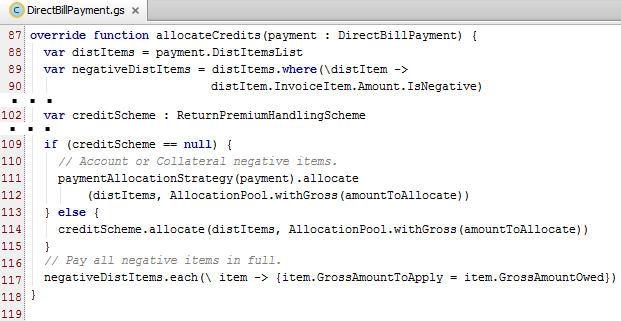 C DirectBillPayment.gs ×
87 override function allocateCredits(payment : DirectBillPayment) {
88 var distItems = payment.DistItemsList
89 var negativeDistItems = distItems.where(\distItem ->
90 distItem.InvoiceItem.Amount.IsNegative)
. . .
102 var creditScheme : ReturnPremiumHandlingScheme
. . .
109 if (creditScheme == null) {
110 // Account or Collateral negative items.
111 paymentAllocationStrategy(payment).allocate
112 (distItems, AllocationPool.withGross(amountToAllocate))
113 } else {
114 creditScheme.allocate(distItems, AllocationPool.withGross(amountToAllocate))
115 }
116 // Pay all negative items in full.
117 negativeDistItems.each(\ item -> {item.GrossAmountToApply = item.GrossAmountOwed})
118 }
119